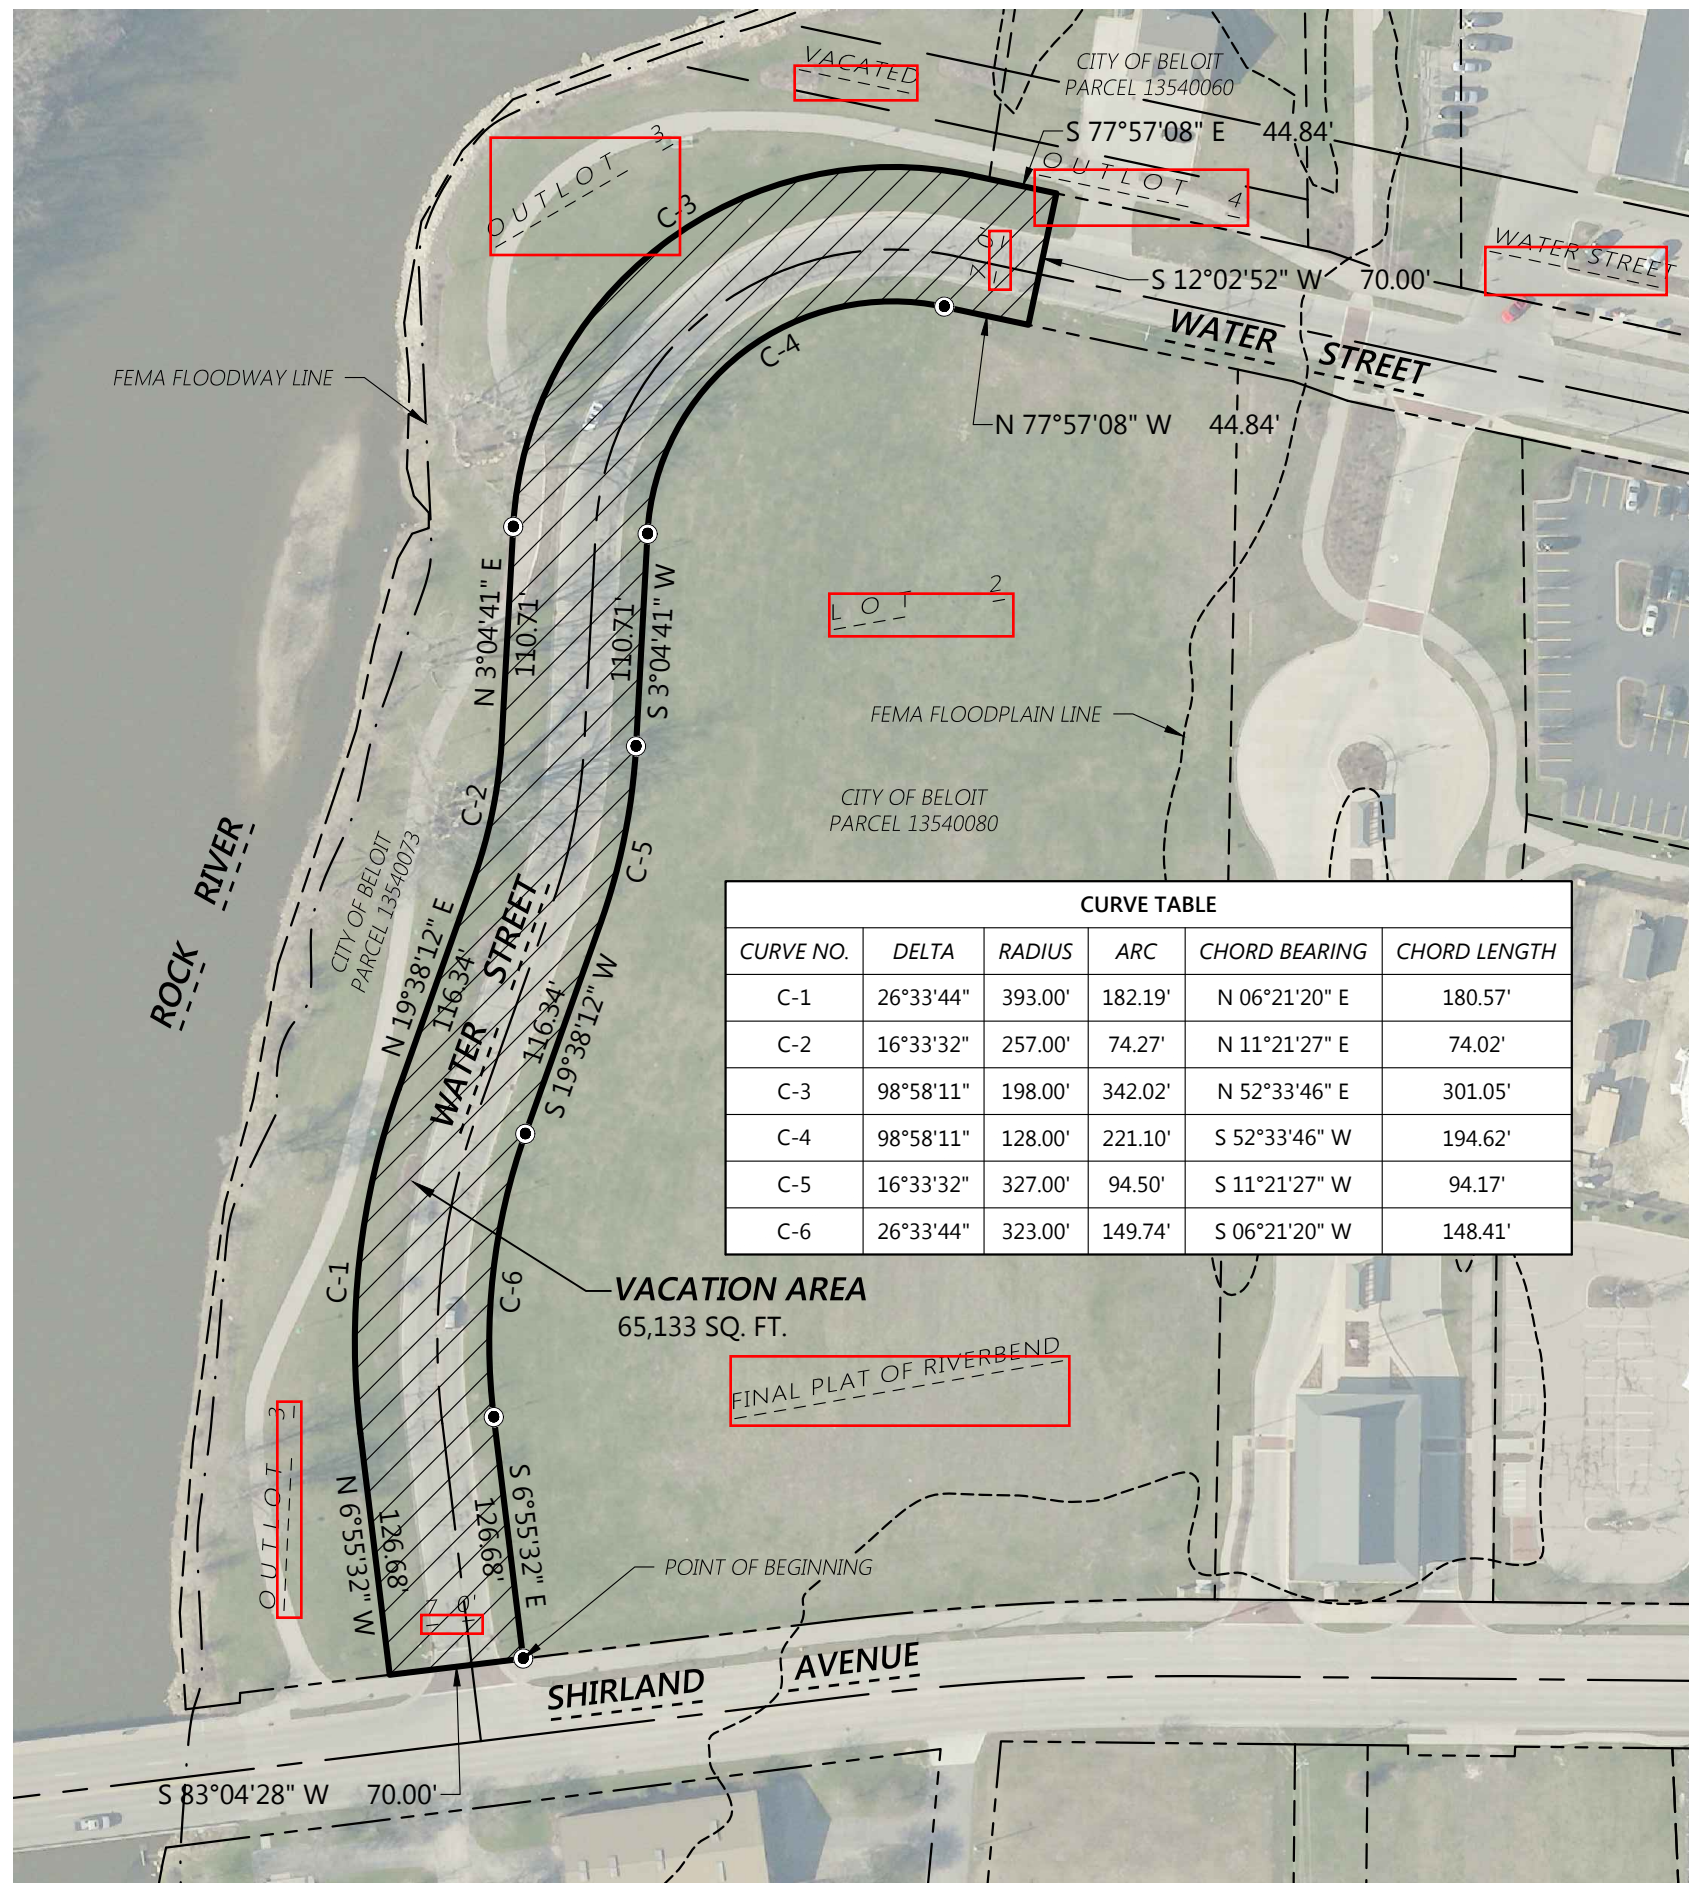 VACATED
CITY OF BELOIT
PARCEL 13540060
S 77°57'08" E 44.84'
OUTLOT 3
OUTLOT 4
WATER STREET
70'
S 12°02'52" W 70.00'
C-3
C-4
WATER STREET
FEMA FLOODWAY LINE
N 77°57'08" W 44.84'
N 3°04'41" E
110.71'
110.71'
S 3°04'41" W
LOT 2
FEMA FLOODPLAIN LINE
CITY OF BELOIT
PARCEL 13540080
C-2
C-5
ROCK RIVER
CITY OF BELOIT
PARCEL 13540073
N 19°38'12" E
116.34'
WATER STREET
116.34'
S 19°38'12" W
CURVE TABLE
CURVE NO. DELTA RADIUS ARC CHORD BEARING CHORD LENGTH
C-1 26°33'44" 393.00' 182.19' N 06°21'20" E 180.57'
C-2 16°33'32" 257.00' 74.27' N 11°21'27" E 74.02'
C-3 98°58'11" 198.00' 342.02' N 52°33'46" E 301.05'
C-4 98°58'11" 128.00' 221.10' S 52°33'46" W 194.62'
C-5 16°33'32" 327.00' 94.50' S 11°21'27" W 94.17'
C-6 26°33'44" 323.00' 149.74' S 06°21'20" W 148.41'
C-1
C-6
VACATION AREA
65,133 SQ. FT.
FINAL PLAT OF RIVERBEND
OUTLOT 3
N 6°55'32" W
126.68'
126.68'
S 6°55'32" E
POINT OF BEGINNING
70'
SHIRLAND AVENUE
S 83°04'28" W 70.00'